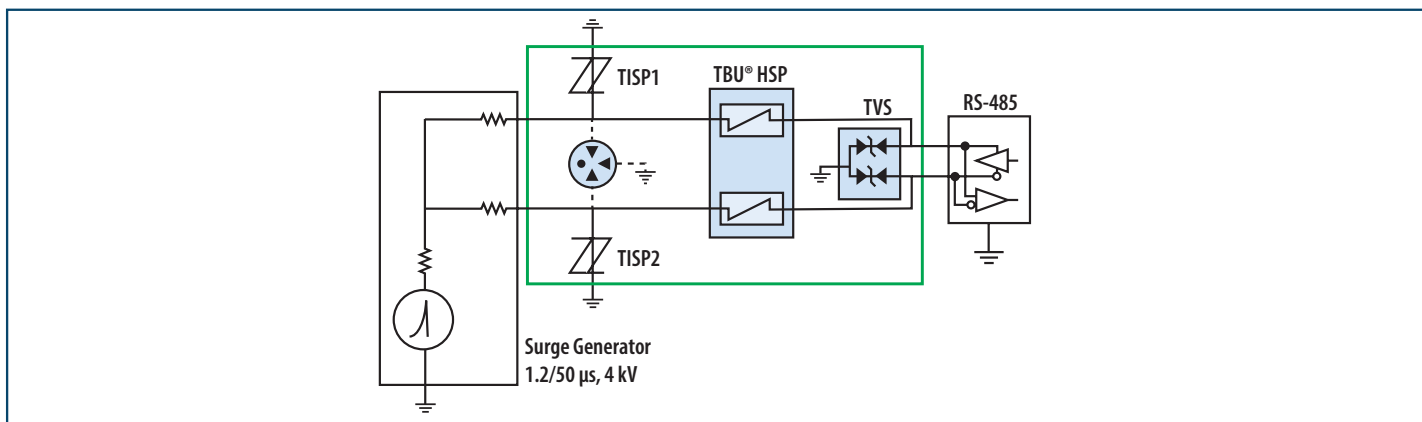 TISP1
TBU® HSP
TVS
RS-485
TISP2
Surge Generator
1.2/50 µs, 4 kV